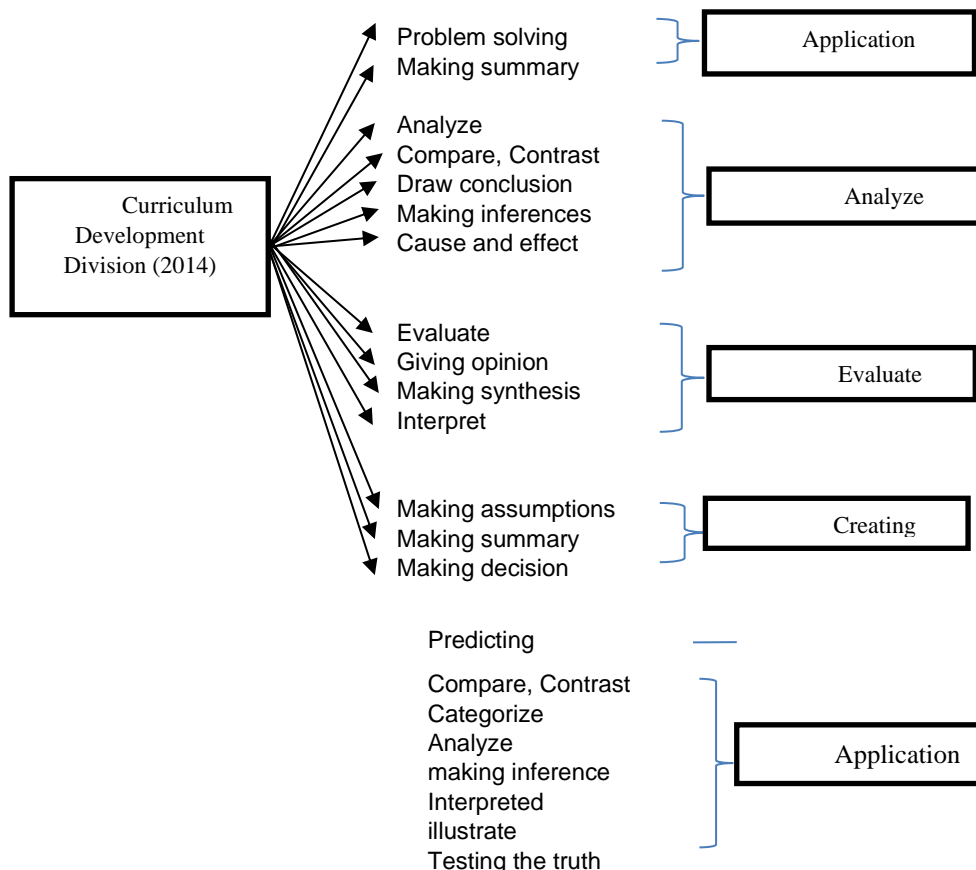 Problem solving
Making summary
Application
Analyze
Compare, Contrast
Draw conclusion
Making inferences
Cause and effect
Analyze
Curriculum
Development
Division (2014)
Evaluate
Giving opinion
Making synthesis
Interpret
Evaluate
Making assumptions
Making summary
Making decision
Creating
Predicting
Compare, Contrast
Categorize
Analyze
making inference
Interpreted
illustrate
Testing the truth
Application